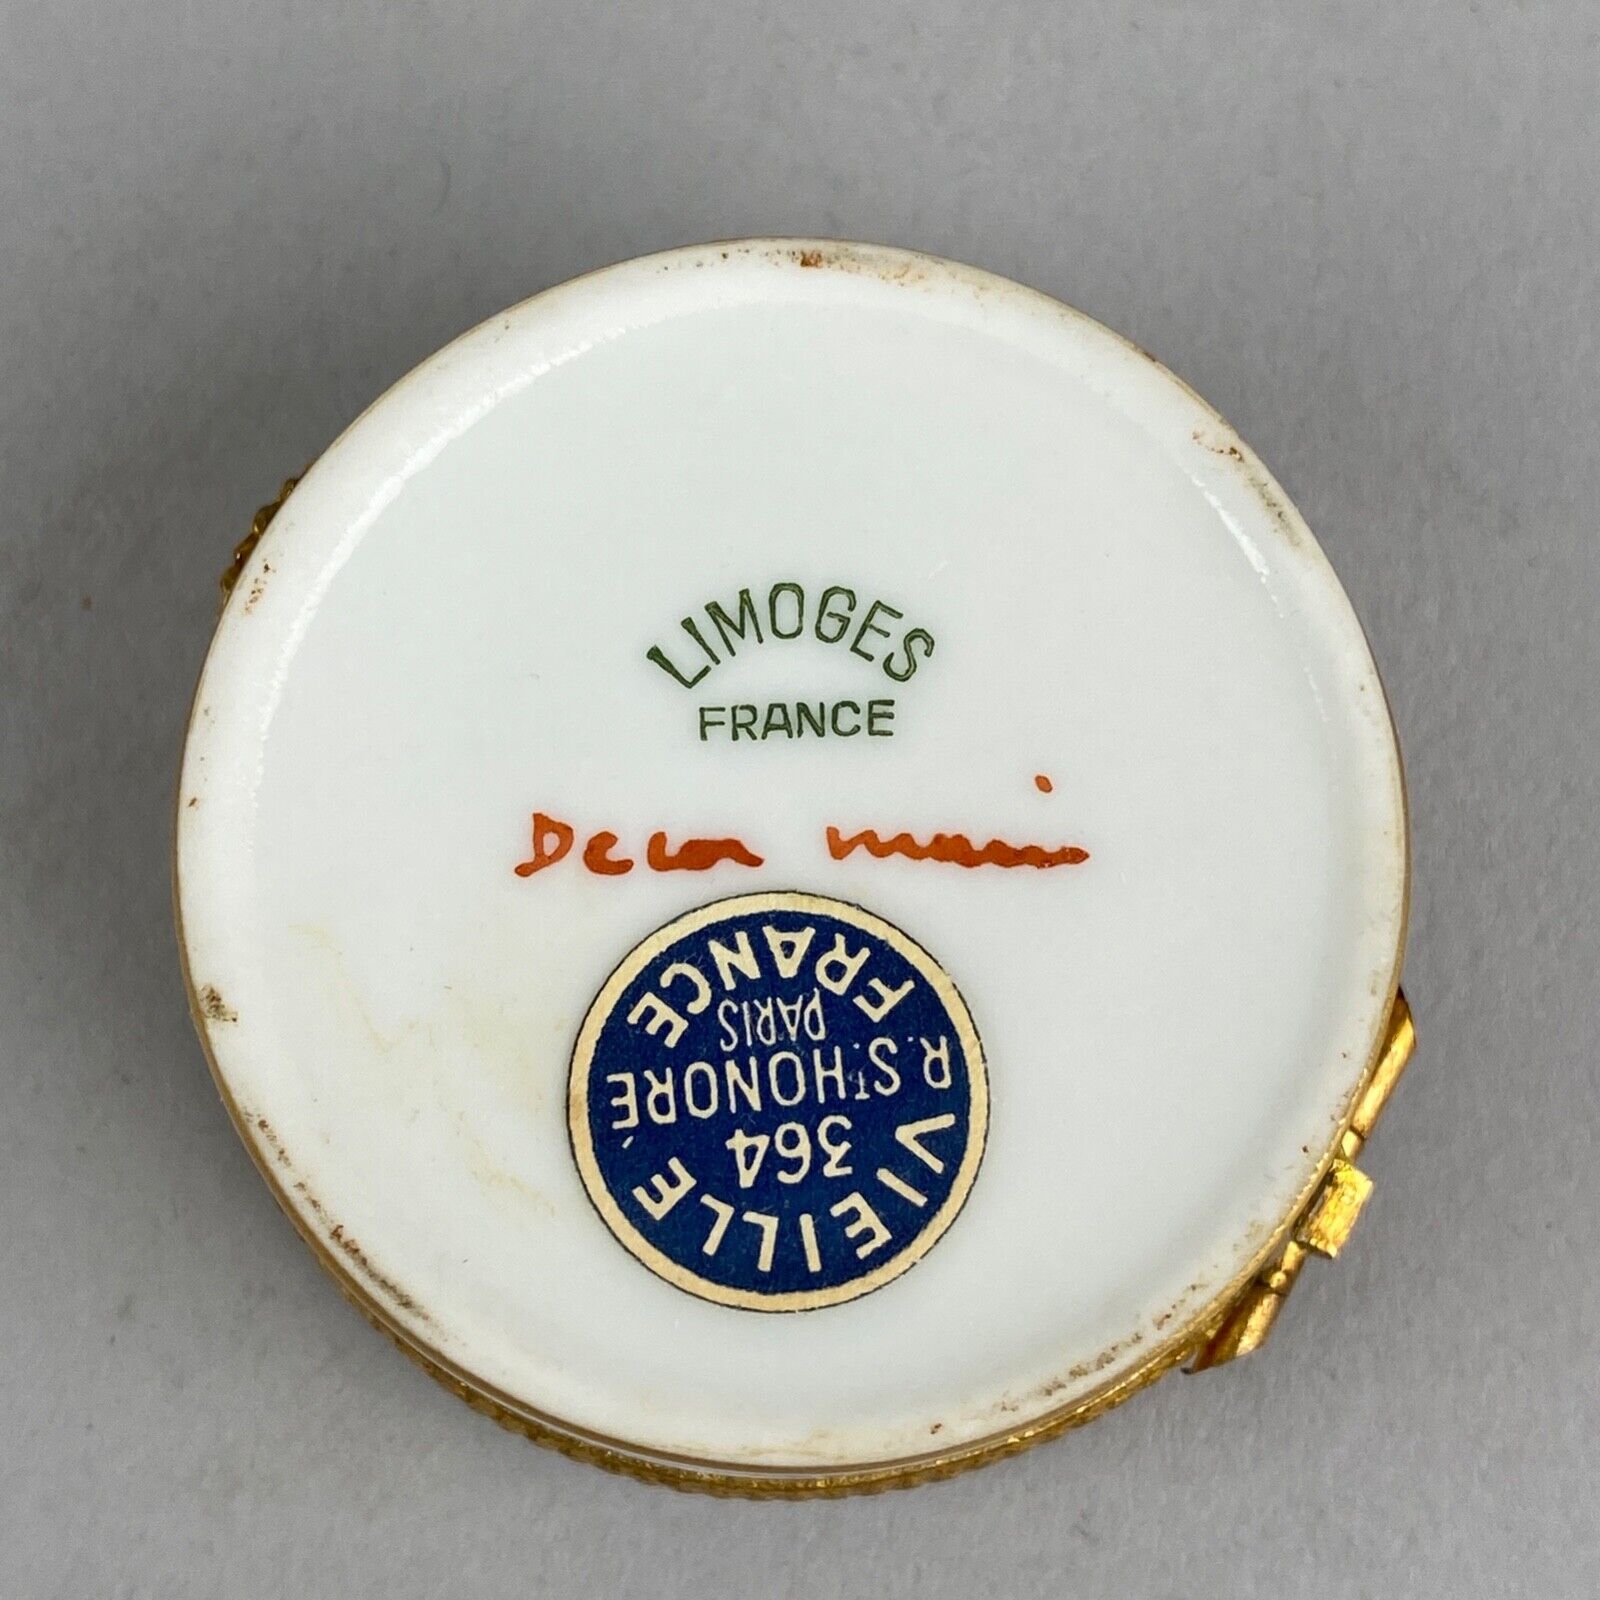 LIMOGES
FRANCE
Decor main
VIEILLE
364
R. ST. HONORÉ
PARIS
FRANCE